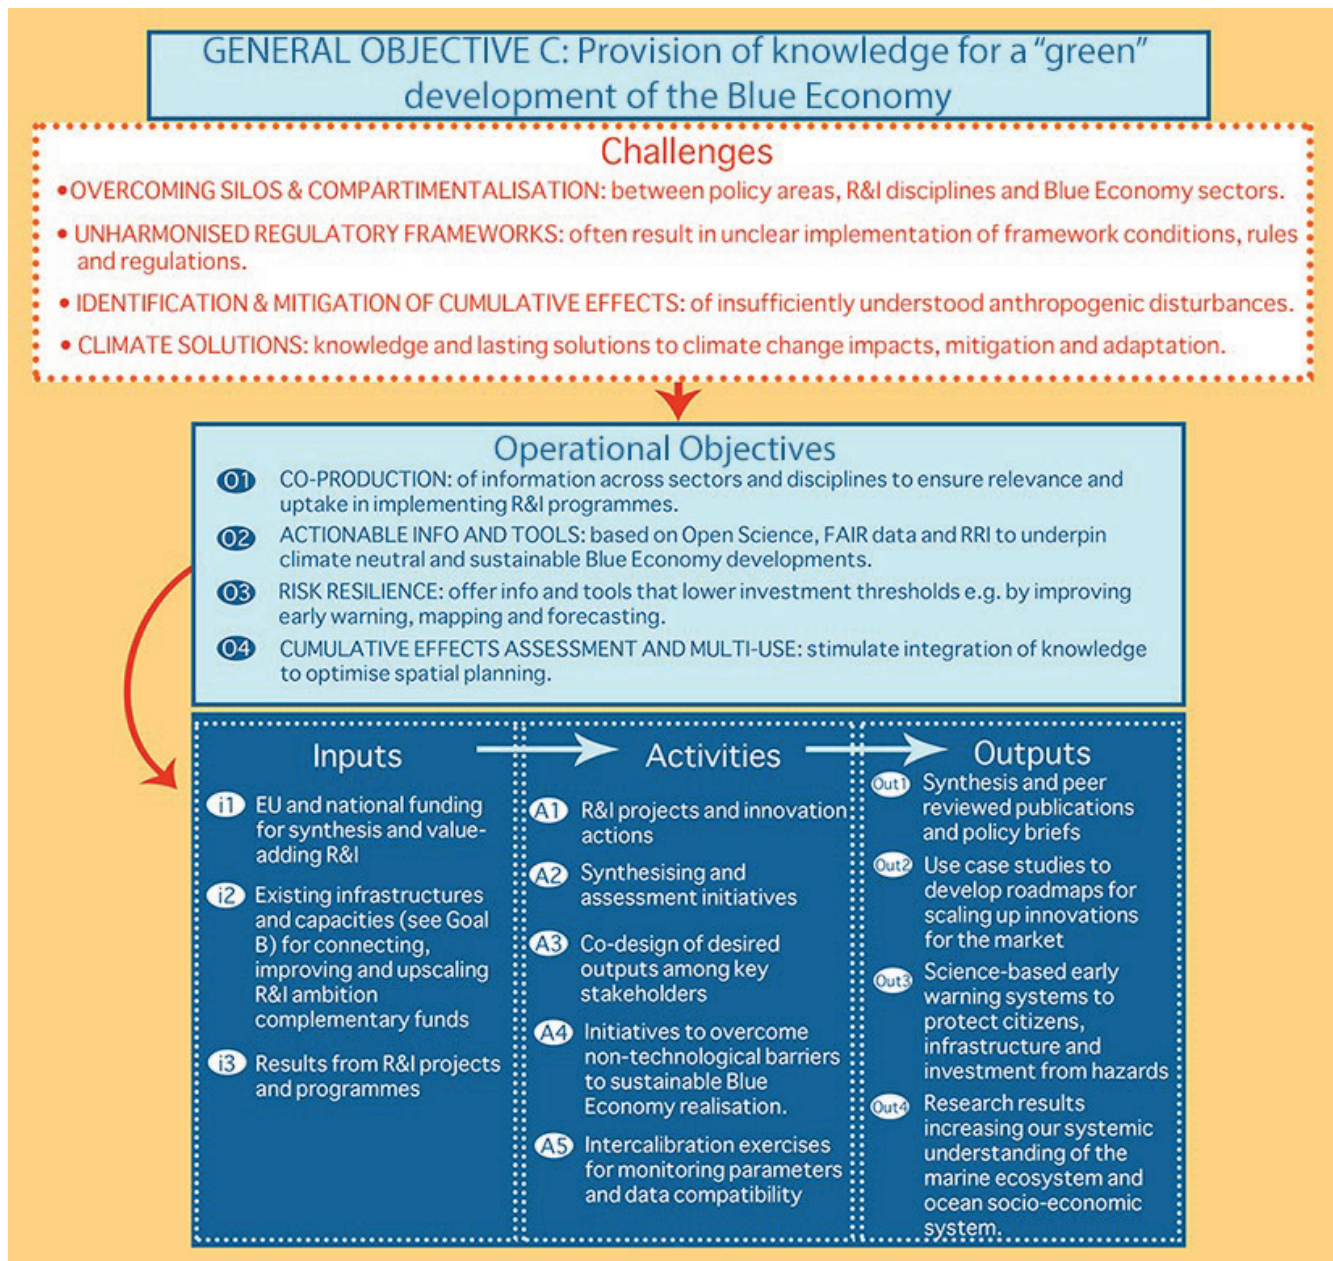 GENERAL OBJECTIVE C: Provision of knowledge for a “green”
development of the Blue Economy
Challenges
•OVERCOMING SILOS & COMPARTIMENTALISATION: between policy areas, R&I disciplines and Blue Economy sectors.
• UNHARMONISED REGULATORY FRAMEWORKS: often result in unclear implementation of framework conditions, rules
and regulations.
• IDENTIFICATION & MITIGATION OF CUMULATIVE EFFECTS: of insufficiently understood anthropogenic disturbances.
• CLIMATE SOLUTIONS: knowledge and lasting solutions to climate change impacts, mitigation and adaptation.
Operational Objectives
O1 CO-PRODUCTION: of information across sectors and disciplines to ensure relevance and
uptake in implementing R&I programmes.
O2 ACTIONABLE INFO AND TOOLS: based on Open Science, FAIR data and RRI to underpin
climate neutral and sustainable Blue Economy developments.
O3 RISK RESILIENCE: offer info and tools that lower investment thresholds e.g. by improving
early warning, mapping and forecasting.
O4 CUMULATIVE EFFECTS ASSESSMENT AND MULTI-USE: stimulate integration of knowledge
to optimise spatial planning.
Inputs
i1 EU and national funding
for synthesis and value-
adding R&I
i2 Existing infrastructures
and capacities (see Goal
B) for connecting,
improving and upscaling
R&I ambition
complementary funds
i3 Results from R&I projects
and programmes
Activities
A1 R&I projects and innovation
actions
A2 Synthesising and
assessment initiatives
A3 Co-design of desired
outputs among key
stakeholders
A4 Initiatives to overcome
non-technological barriers
to sustainable Blue
Economy realisation.
A5 Intercalibration exercises
for monitoring parameters
and data compatibility
Outputs
Out1 Synthesis and peer
reviewed publications
and policy briefs
Out2 Use case studies to
develop roadmaps for
scaling up innovations
for the market
Out3 Science-based early
warning systems to
protect citizens,
infrastructure and
investment from hazards
Out4 Research results
increasing our systemic
understanding of the
marine ecosystem and
ocean socio-economic
system.